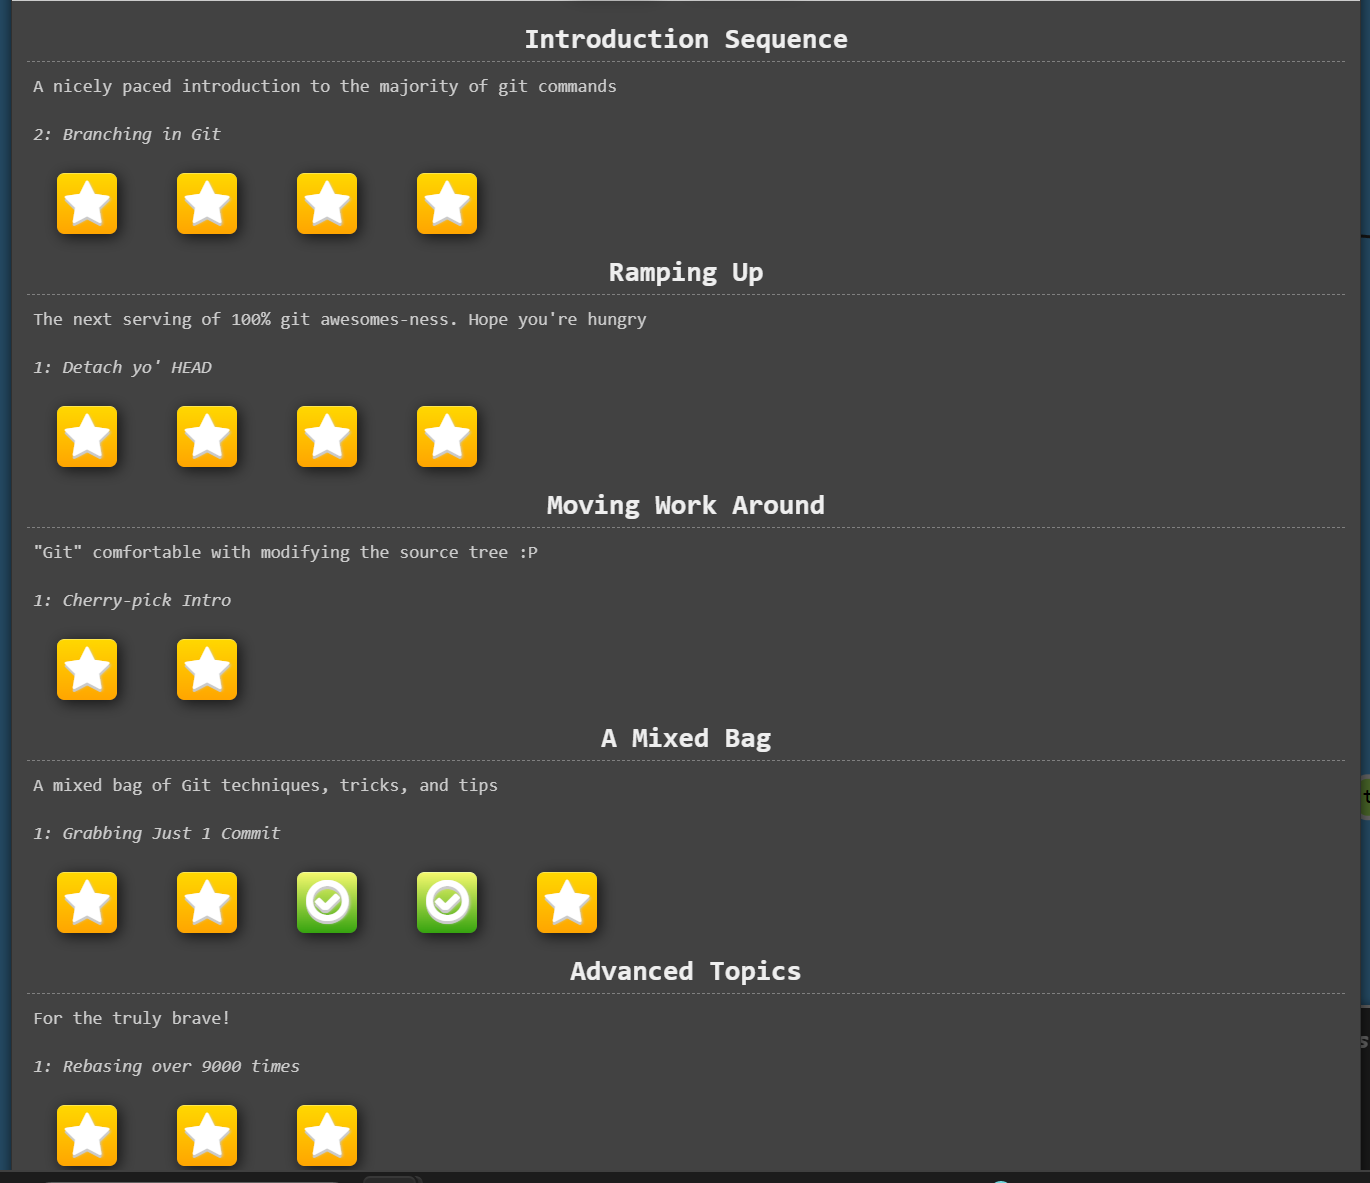 Introduction Sequence
A nicely paced introduction to the majority of git commands
2: Branching in Git
Ramping Up
The next serving of 100% git awesomes-ness. Hope you're hungry
1: Detach yo' HEAD
Moving Work Around
"Git" comfortable with modifying the source tree :P
1: Cherry-pick Intro
A Mixed Bag
A mixed bag of Git techniques, tricks, and tips
1: Grabbing Just 1 Commit
Advanced Topics
For the truly brave!
1: Rebasing over 9000 times